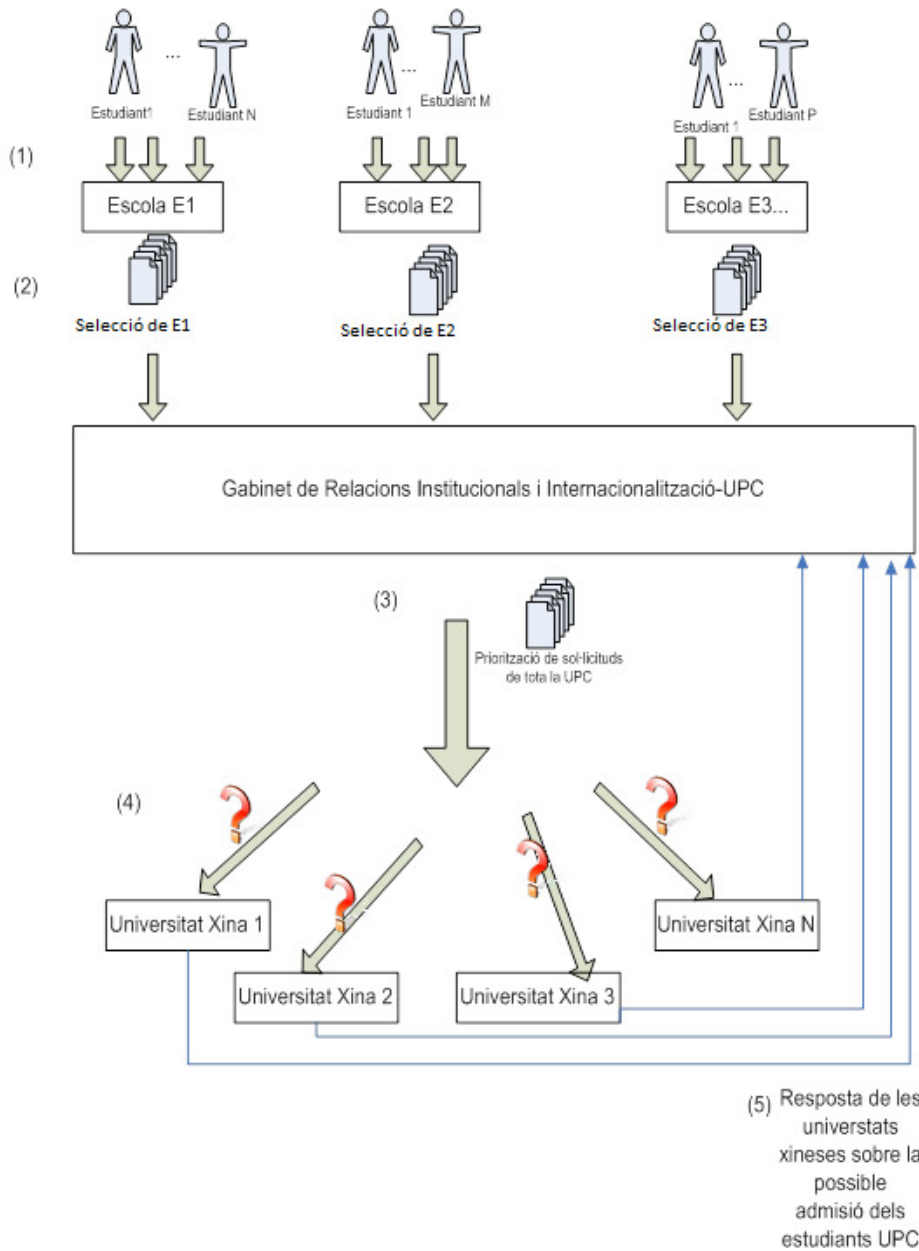 Estudiant1
...
Estudiant N
Estudiant 1
...
Estudiant M
Estudiant 1
...
Estudiant P
(1)
Escola E1
Escola E2
Escola E3...
(2)
Selecció de E1
Selecció de E2
Selecció de E3
Gabinet de Relacions Institucionals i Internacionalització-UPC
(3)
Priorització de sol·licituds
de tota la UPC
(4)
?
?
?
?
Universitat Xina 1
Universitat Xina N
Universitat Xina 2
Universitat Xina 3
(5) Resposta de les
universtats
xineses sobre la
possible
admisió dels
estudiants UPC